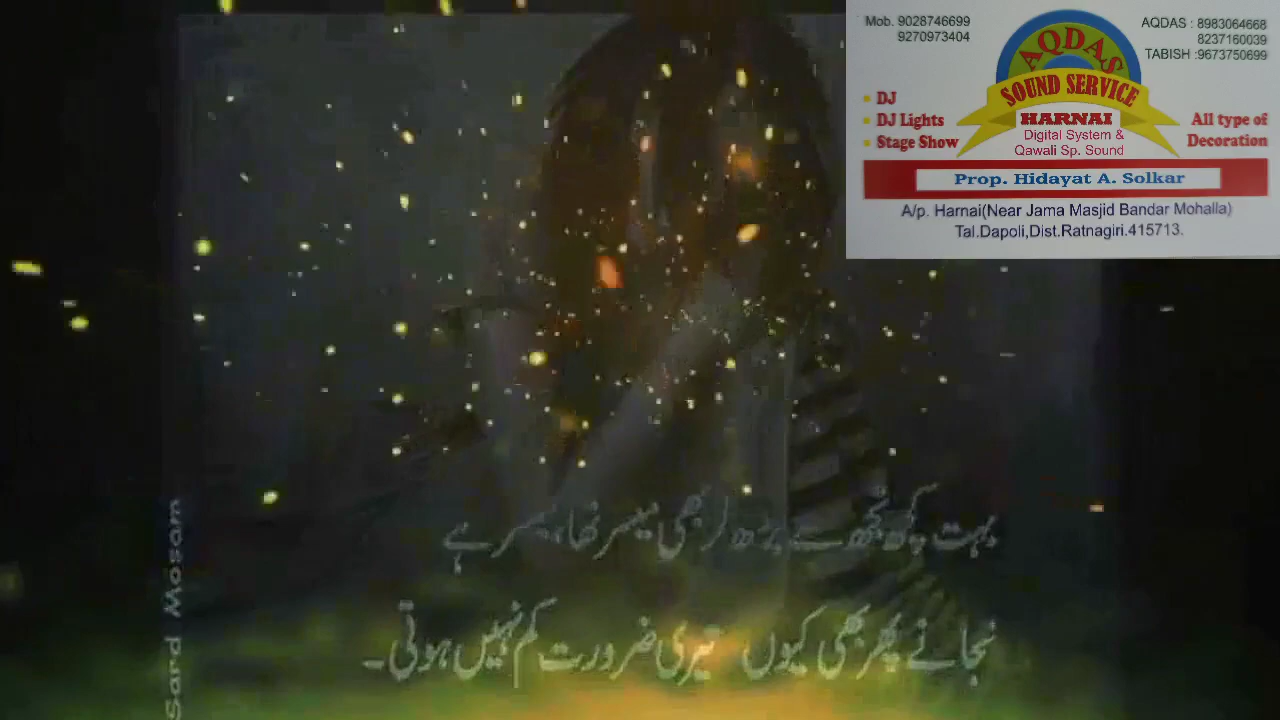 Mob. 9028746699
9270973404
AQDAS : 8983064668
8237160039
TABISH :9673750699
AQDAS
SOUND SERVICE
HARNAI
Digital System &
Qawali Sp. Sound
DJ
DJ Lights
Stage Show
All type of
Decoration
Prop. Hidayat A. Solkar
A/p. Harnai(Near Jama Masjid Bandar Mohalla)
Tal.Dapoli,Dist.Ratnagiri.415713.
بہت کچھ تجھ سے بڑھ کر بھی میسر تھا، میسر ہے
نجانے پھر بھی کیوں تیری ضرورت کم نہیں ہوتی۔
Sard Mosam